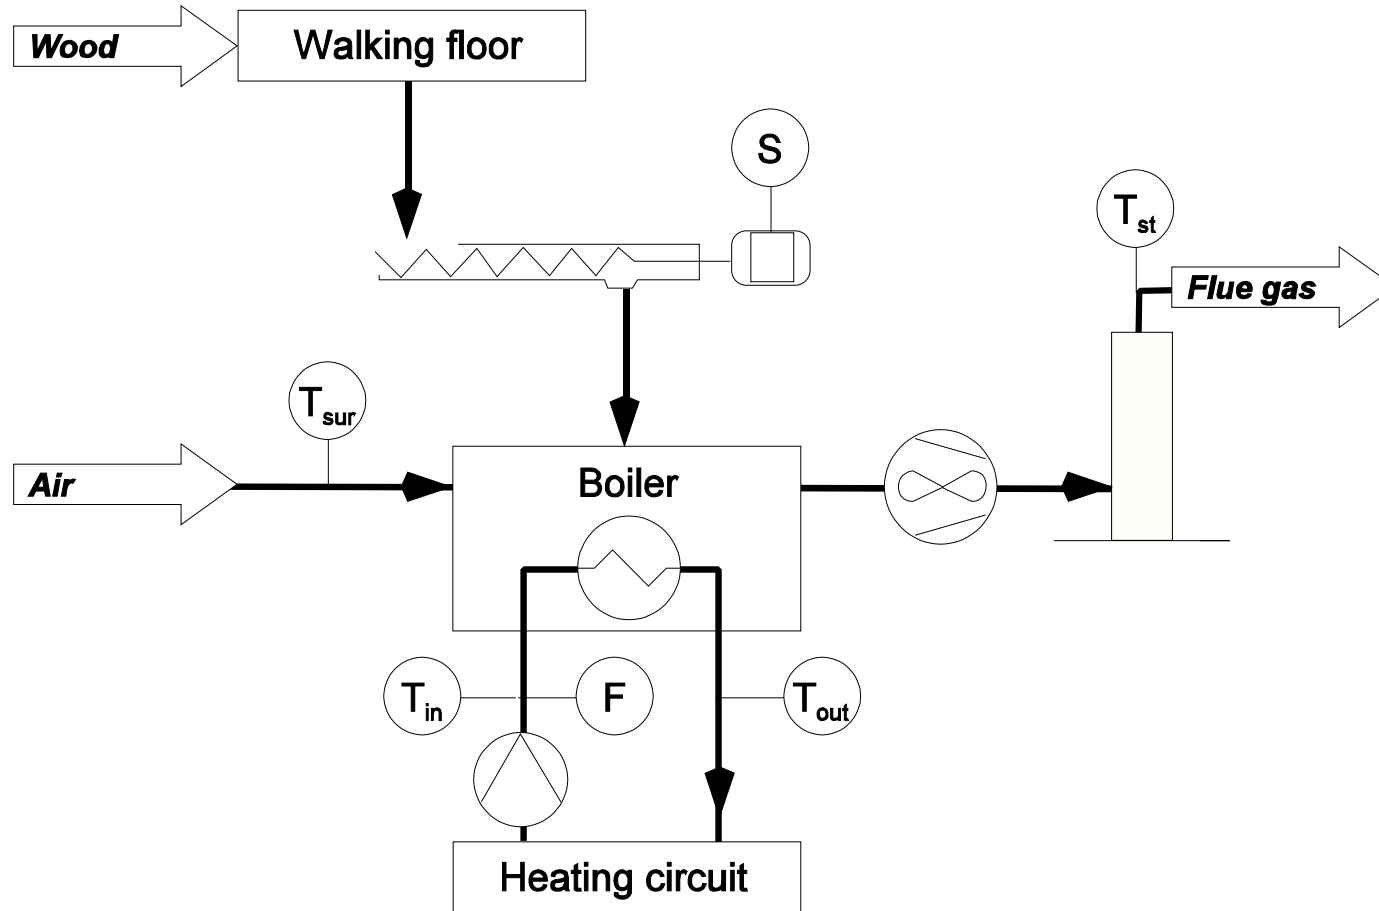 Wood
Walking floor
S
Tst
Flue gas
Tsur
Air
Boiler
Tin
F
Tout
Heating circuit